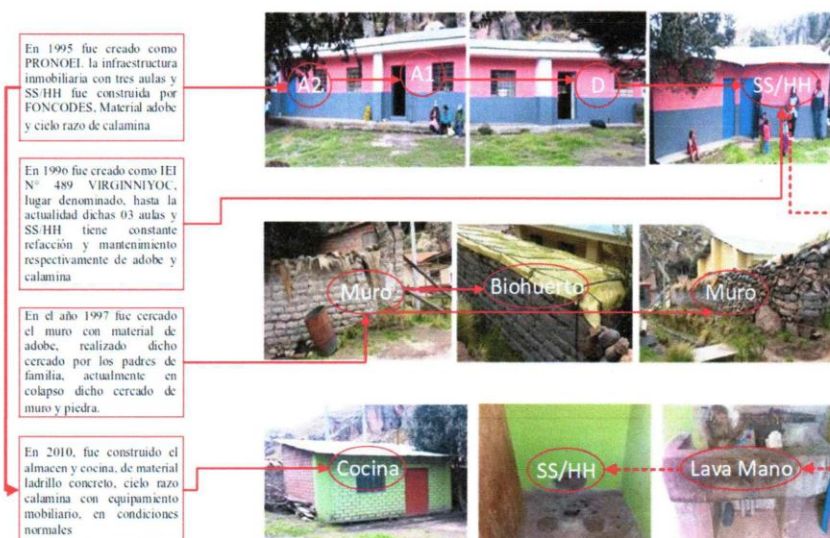 En 1995 fue creado como
PRONOEI. la infraestructura
inmobiliaria con tres aulas y
SS/HH fue construida por
FONCODES, Material adobe
y cielo razo de calamina
A2
A1
D
SS/HH
En 1996 fue creado como IEI
N° 489 VIRGINNIYOC,
lugar denominado, hasta la
actualidad dichas 03 aulas y
SS/HH tiene constante
refacción y mantenimiento
respectivamente de adobe y
calamina
En el año 1997 fue cercado
el muro con material de
adobe, realizado dicho
cercado por los padres de
familia, actualmente en
colapso dicho cercado de
muro y piedra.
Muro
Biohuerto
Muro
En 2010, fue construido el
almacen y cocina, de material
ladrillo concreto, cielo razo
calamina con equipamiento
mobiliario, en condiciones
normales
Cocina
SS/HH
Lava Mano